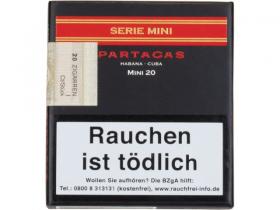 SERIE MINI
PARTAGAS
HABANA · CUBA
MINI 20
20 ZIGARREN
Rauchen
ist tödlich
Wollen Sie aufhören? Die BZgA hilft:
Tel.: 0800 8 313131 (kostenfrei), www.rauchfrei-info.de